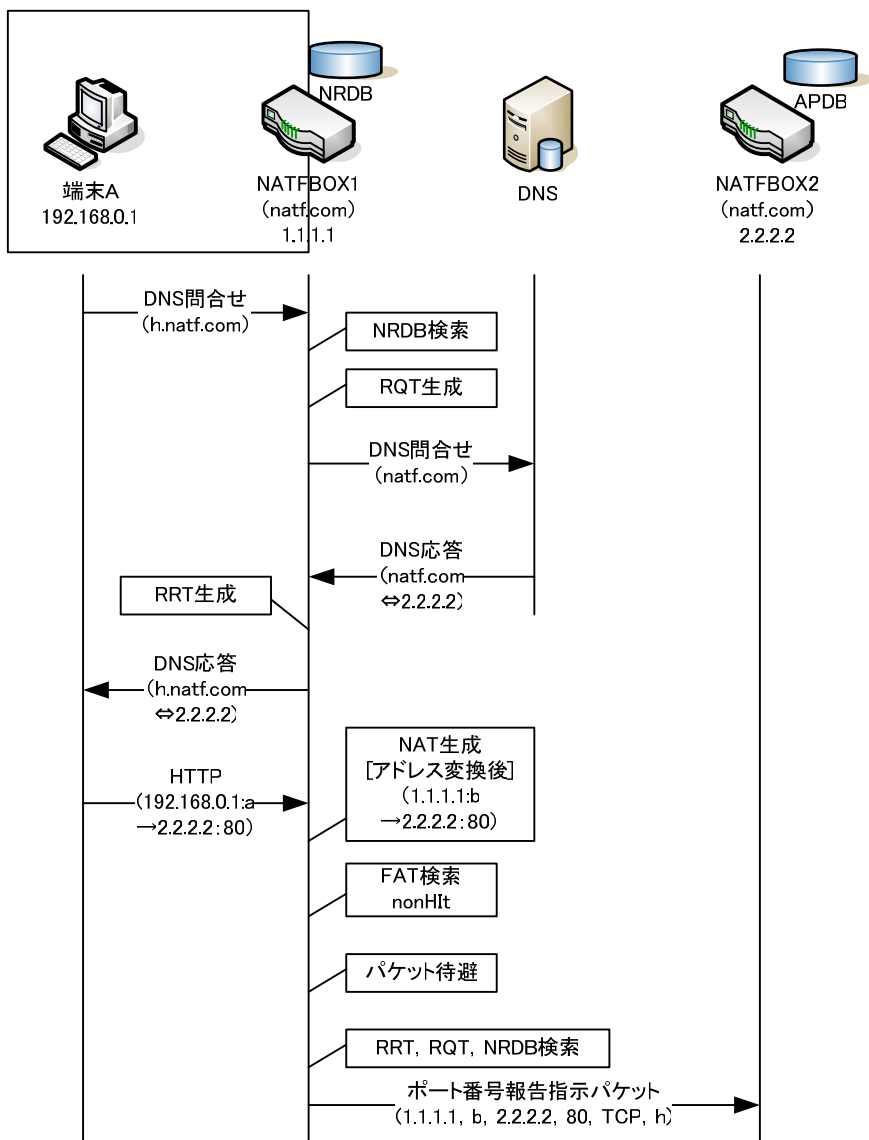 NRDB
APDB
端末A
192.168.0.1
NATFBOX1
(natf.com)
1.1.1.1
DNS
NATFBOX2
(natf.com)
2.2.2.2
DNS問合せ
(h.natf.com)
NRDB検索
RQT生成
DNS問合せ
(natf.com)
DNS応答
(natf.com
⇔2.2.2.2)
RRT生成
DNS応答
(h.natf.com
⇔2.2.2.2)
NAT生成
[アドレス変換後]
(1.1.1.1:b
→2.2.2.2:80)
HTTP
(192.168.0.1:a
→2.2.2.2:80)
FAT検索
nonHIt
パケット待避
RRT, RQT, NRDB検索
ポート番号報告指示パケット
(1.1.1.1, b, 2.2.2.2, 80, TCP, h)